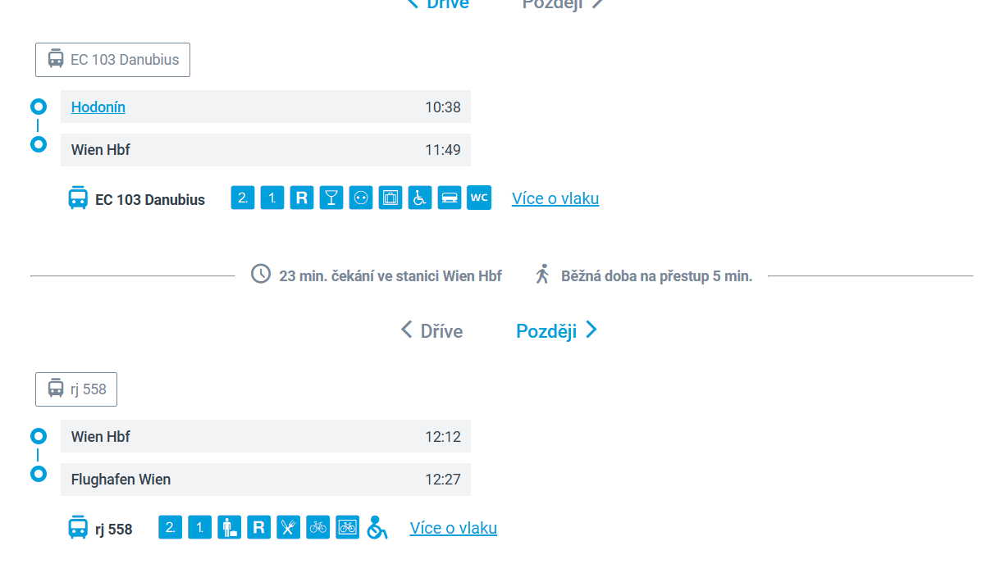 Dříve Později
EC 103 Danubius
Hodonín 10:38
Wien Hbf 11:49
EC 103 Danubius 2. 1. R WC Více o vlaku
23 min. čekání ve stanici Wien Hbf Běžná doba na přestup 5 min.
Dříve Později
rj 558
Wien Hbf 12:12
Flughafen Wien 12:27
rj 558 2. 1. R Více o vlaku